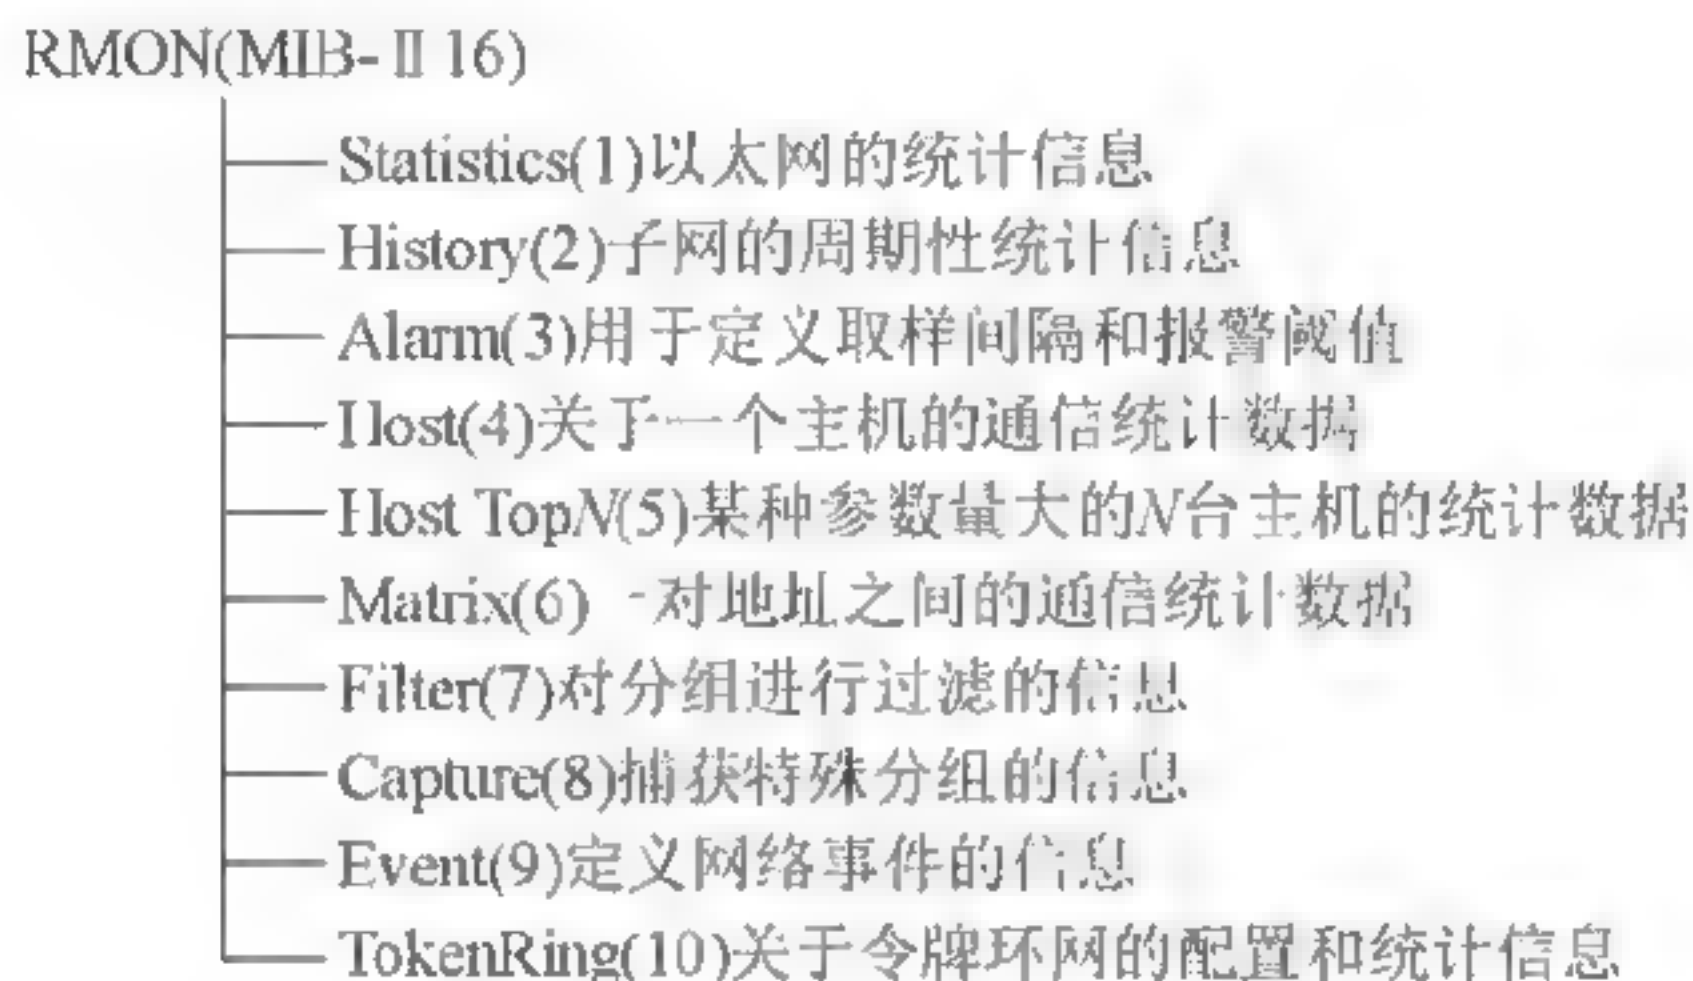 RMON(MIB-Ⅱ 16)
Statistics(1)以太网的统计信息
History(2)子网的周期性统计信息
Alarm(3)用于定义取样间隔和报警阈值
Host(4)关于一个主机的通信统计数据
Host TopN(5)某种参数量大的N台主机的统计数据
Matrix(6)一对地址之间的通信统计数据
Filter(7)对分组进行过滤的信息
Capture(8)捕获特殊分组的信息
Event(9)定义网络事件的信息
TokenRing(10)关于令牌环网的配置和统计信息